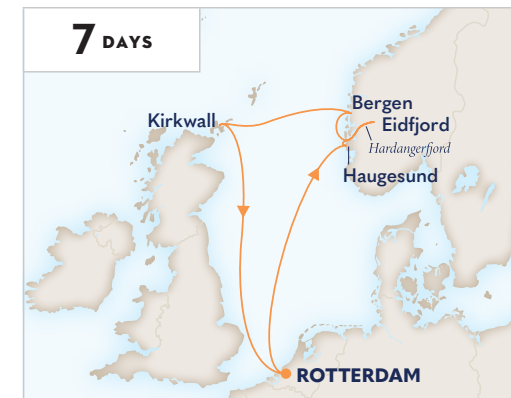 7 DAYS
Bergen
Kirkwall
Eidfjord
Hardangerfjord
Haugesund
ROTTERDAM